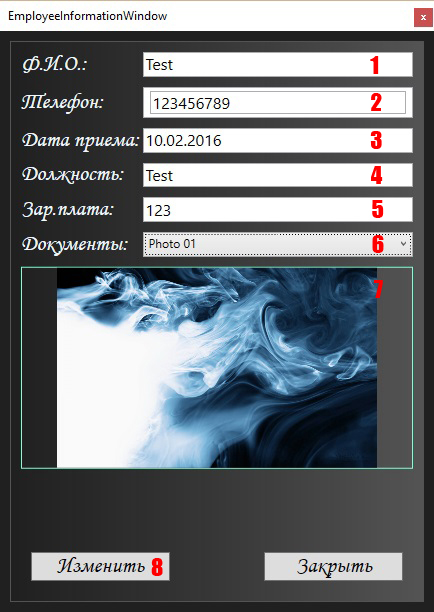 EmployeeInformationWindow x
Ф.И.О.: Test 1
Телефон: 123456789 2
Дата приема: 10.02.2016 3
Должность: Test 4
Зар.плата: 123 5
Документы: Photo 01 6
7
Изменить 8 Закрыть